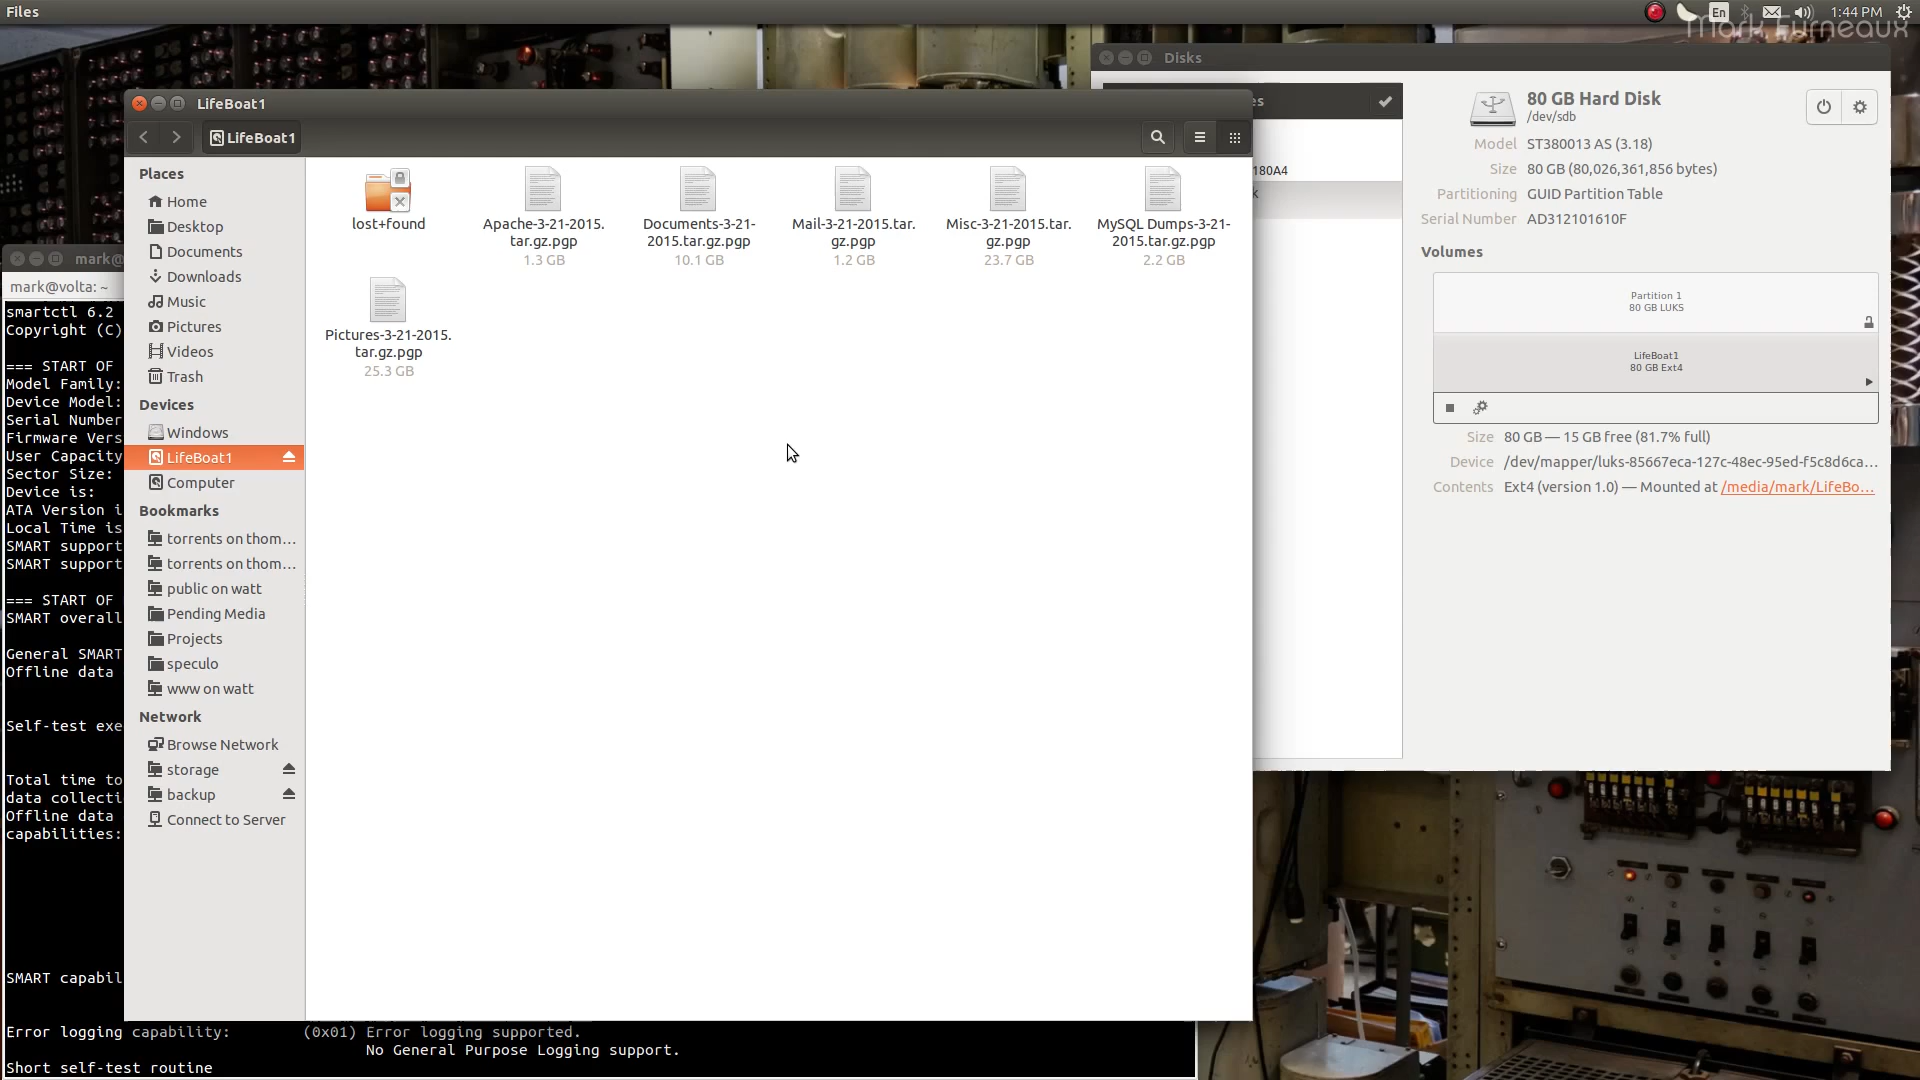 Files
En
1:44 PM
Mark Furneaux
Disks
LifeBoat1
LifeBoat1
Places
Home
Desktop
Documents
Downloads
Music
Pictures
Videos
Trash
Devices
Windows
LifeBoat1
Computer
Bookmarks
torrents on thom...
torrents on thom...
public on watt
Pending Media
Projects
speculo
www on watt
Network
Browse Network
storage
backup
Connect to Server
lost+found
Apache-3-21-2015.
tar.gz.pgp
1.3 GB
Documents-3-21-
2015.tar.gz.pgp
10.1 GB
Mail-3-21-2015.tar.
gz.pgp
1.2 GB
Misc-3-21-2015.tar.
gz.pgp
23.7 GB
MySQL Dumps-3-21-
2015.tar.gz.pgp
2.2 GB
Pictures-3-21-2015.
tar.gz.pgp
25.3 GB
es
180A4
k
80 GB Hard Disk
/dev/sdb
Model ST380013 AS (3.18)
Size 80 GB (80,026,361,856 bytes)
Partitioning GUID Partition Table
Serial Number AD312101610F
Volumes
Partition 1
80 GB LUKS
LifeBoat1
80 GB Ext4
Size 80 GB — 15 GB free (81.7% full)
Device /dev/mapper/luks-85667eca-127c-48ec-95ed-f5c8d6ca...
Contents Ext4 (version 1.0) — Mounted at /media/mark/LifeBo...
mark@
mark@volta: ~
smartctl 6.2
Copyright (C)
=== START OF
Model Family:
Device Model:
Serial Number
Firmware Vers
User Capacity
Sector Size:
Device is:
ATA Version i
Local Time is
SMART support
SMART support
=== START OF
SMART overall
General SMART
Offline data
Self-test exe
Total time to
data collecti
Offline data
capabilities:
SMART capabil
Error logging capability: (0x01) Error logging supported.
No General Purpose Logging support.
Short self-test routine